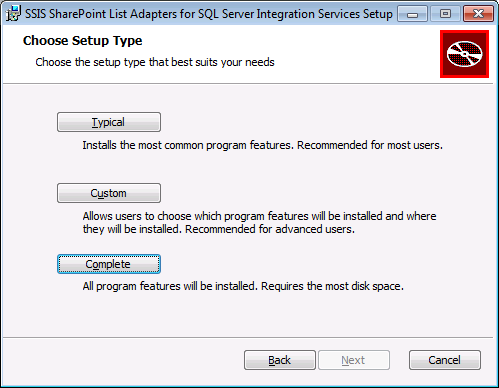 SSIS SharePoint List Adapters for SQL Server Integration Services Setup
Choose Setup Type
Choose the setup type that best suits your needs
Typical
Installs the most common program features. Recommended for most users.
Custom
Allows users to choose which program features will be installed and where
they will be installed. Recommended for advanced users.
Complete
All program features will be installed. Requires the most disk space.
Back Next Cancel